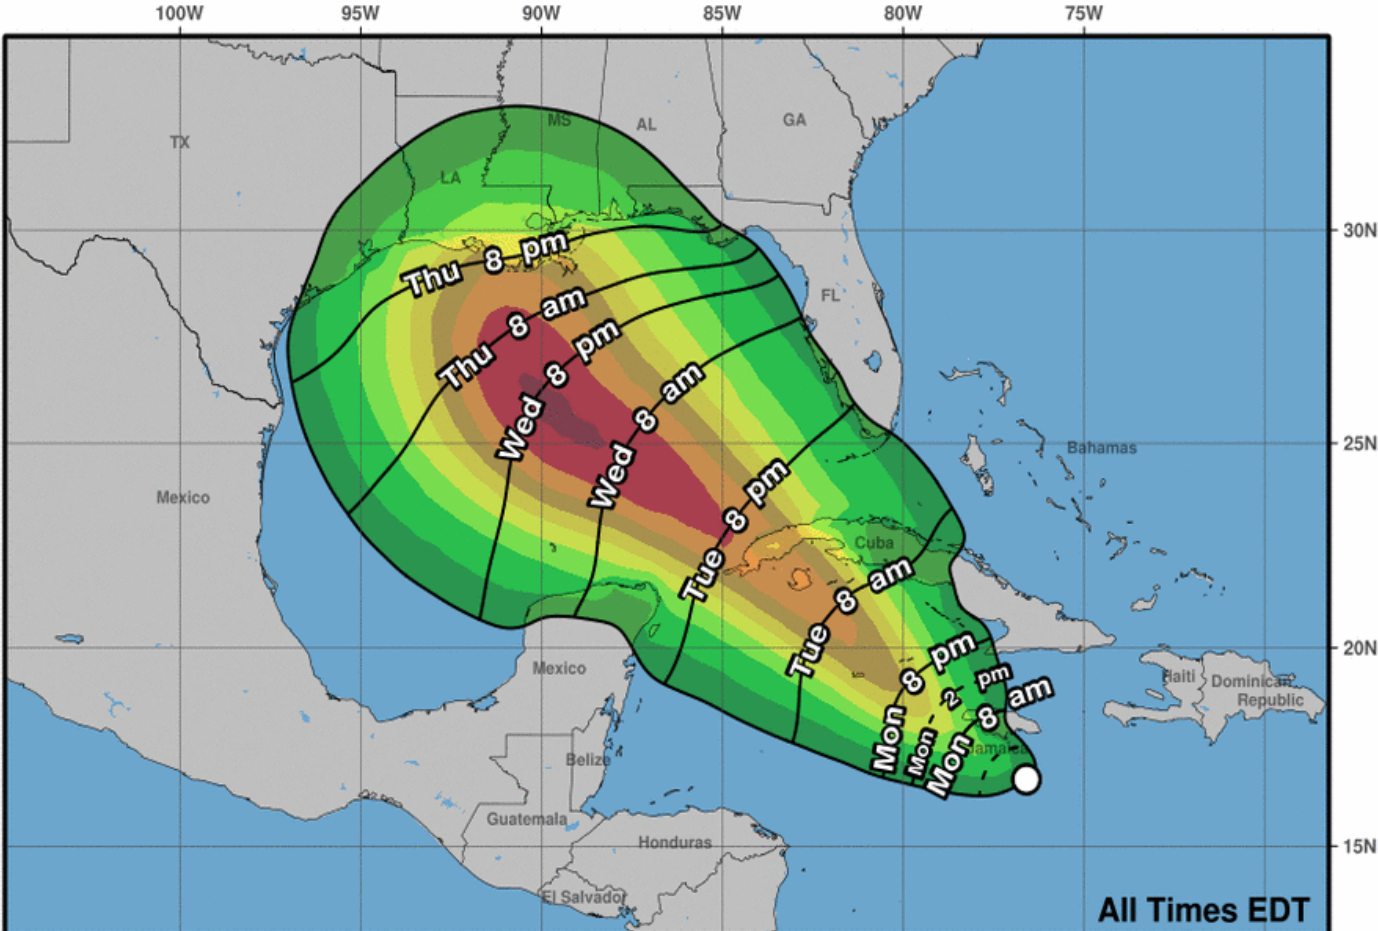 100W
95W
90W
85W
80W
75W
TX
MS
AL
GA
LA
30N
Thu 8 pm
FL
Thu 8 am
Wed 8 pm
Wed 8 am
25N
Bahamas
Mexico
Tue 8 pm
Cuba
Tue 8 am
20N
Mexico
Mon 8 pm
Mon 2 pm
Mon 8 am
Haiti
Dominican
Republic
Jamaica
Belize
Guatemala
Honduras
15N
El Salvador
All Times EDT